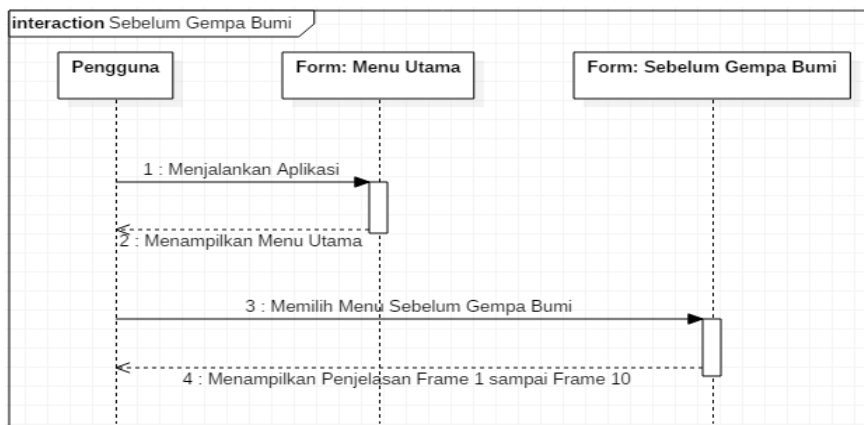 interaction Sebelum Gempa Bumi
Pengguna
Form: Menu Utama
Form: Sebelum Gempa Bumi
1 : Menjalankan Aplikasi
2 : Menampilkan Menu Utama
3 : Memilih Menu Sebelum Gempa Bumi
4 : Menampilkan Penjelasan Frame 1 sampai Frame 10